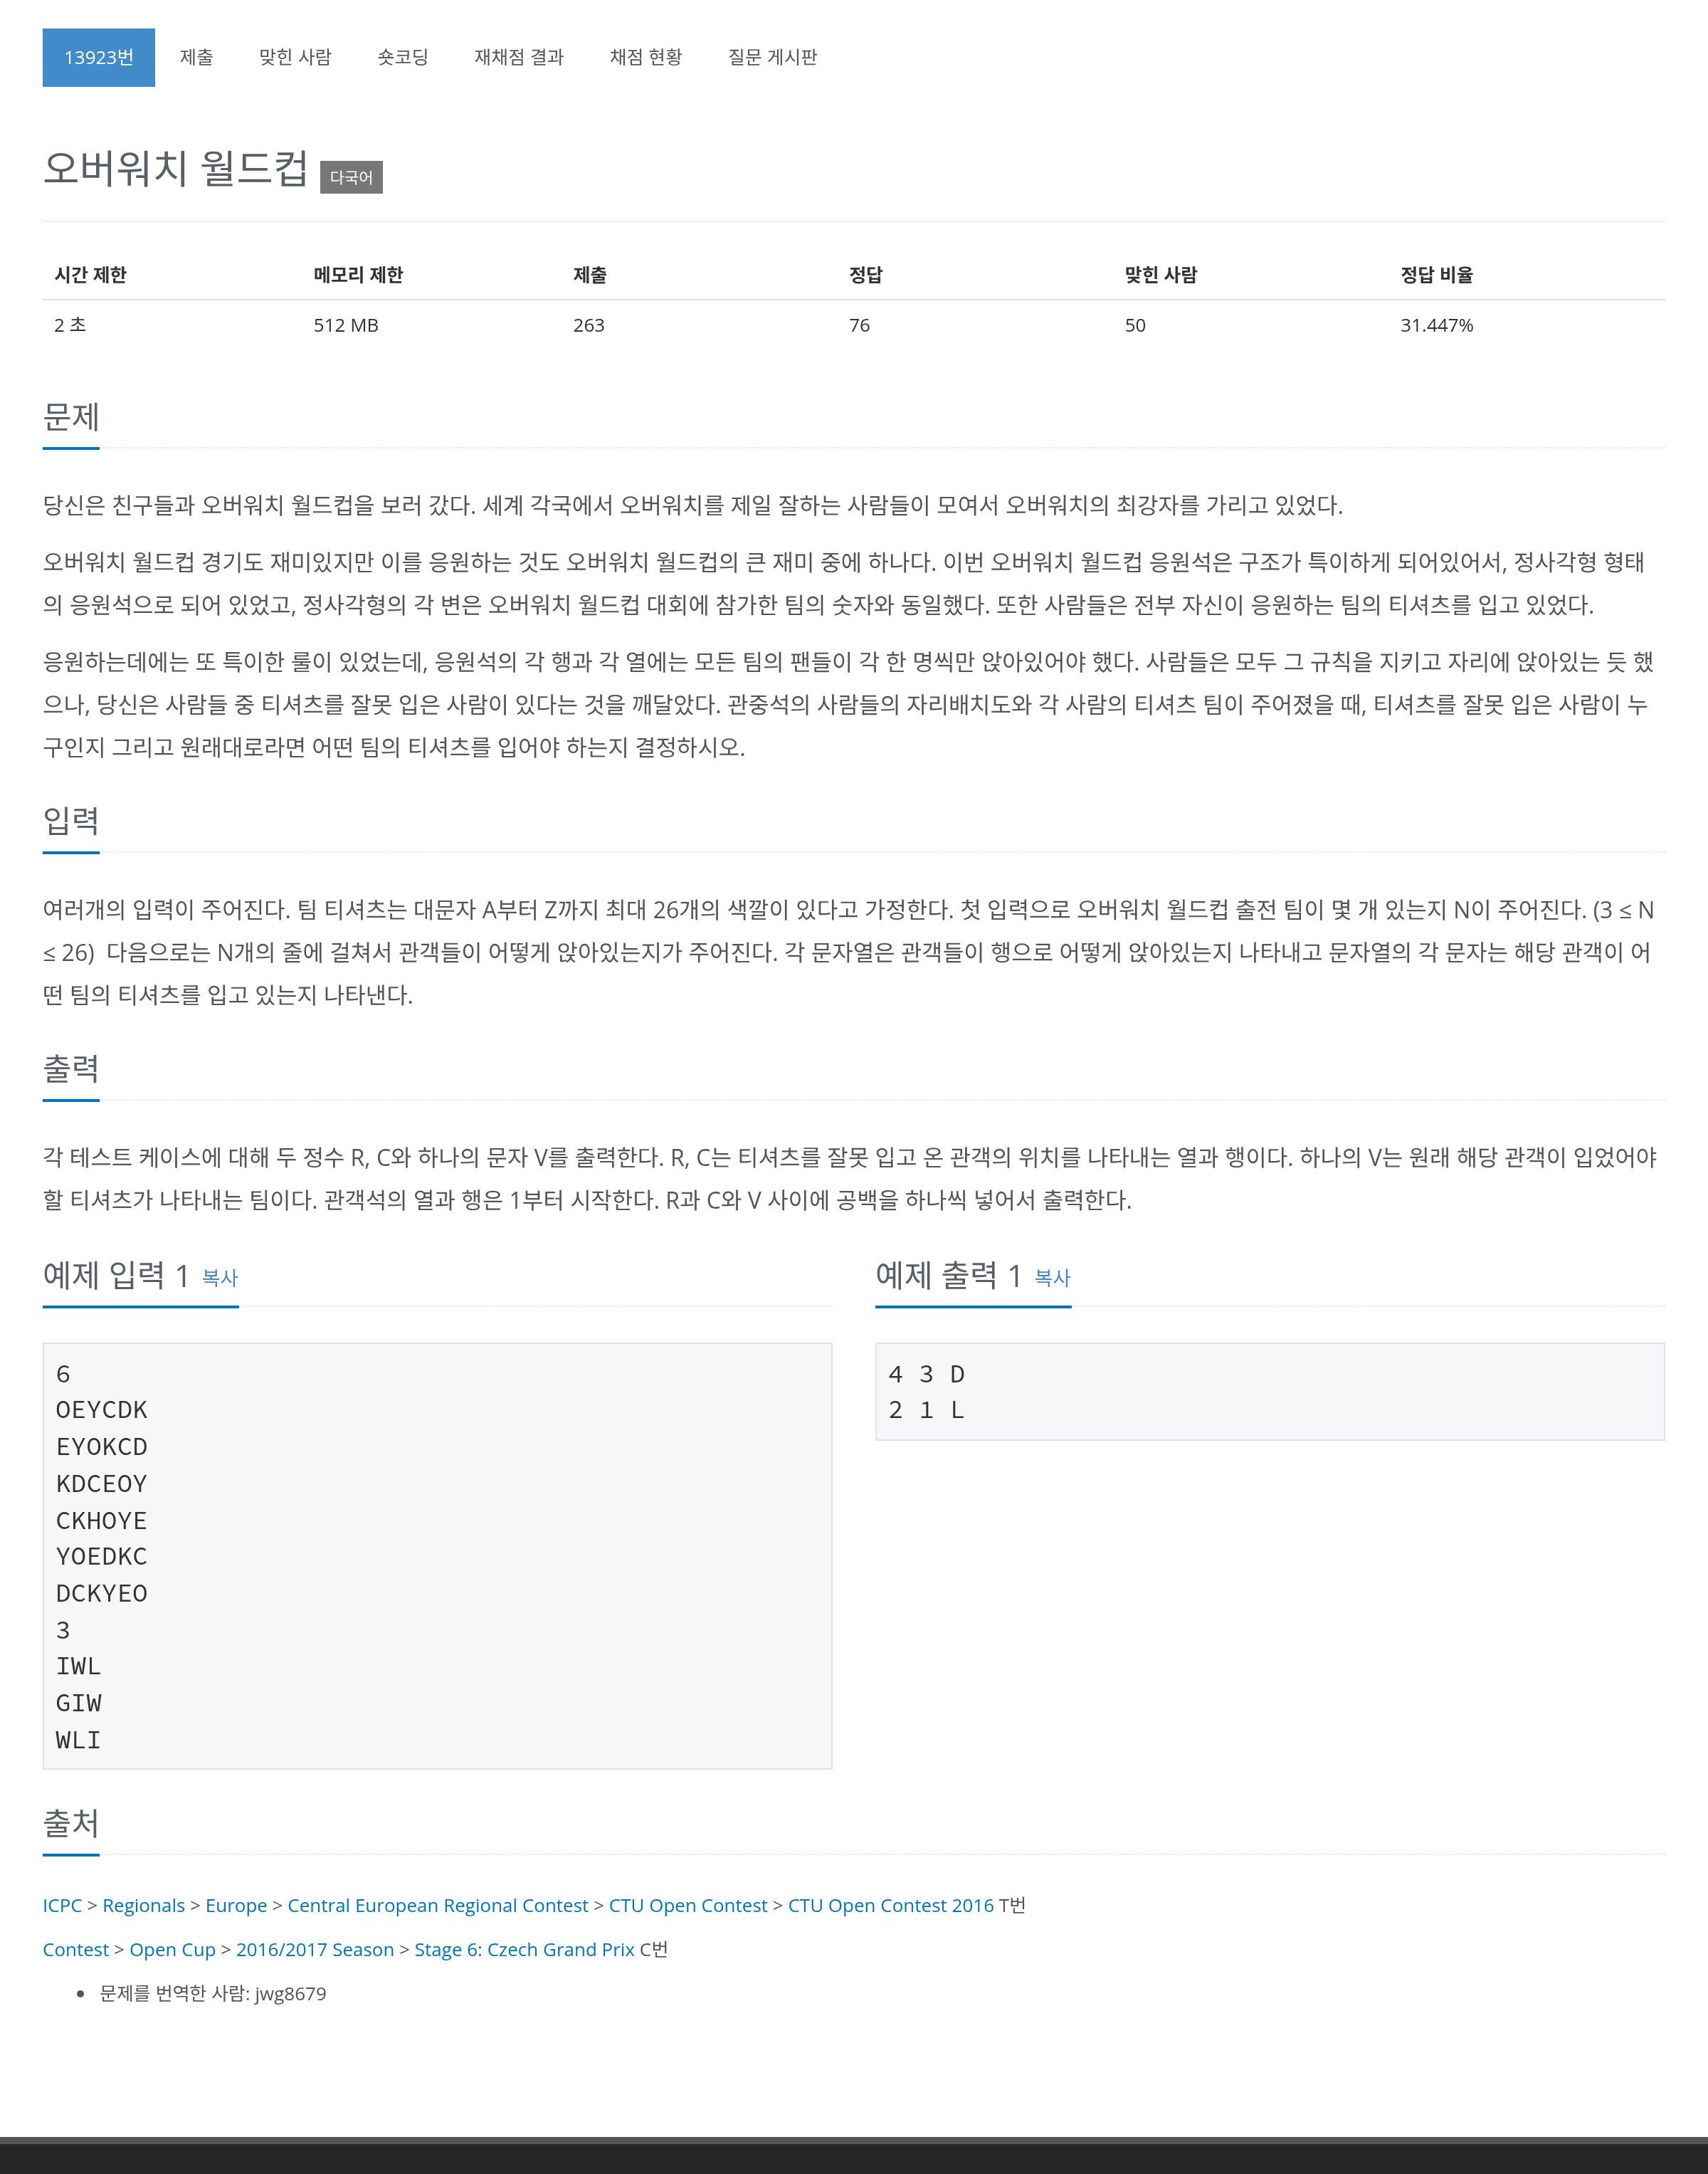 13923번 제출 맞힌 사람 숏코딩 재채점 결과 채점 현황 질문 게시판
오버워치 월드컵 다국어
시간 제한 메모리 제한 제출 정답 맞힌 사람 정답 비율
2 초 512 MB 263 76 50 31.447%
문제
당신은 친구들과 오버워치 월드컵을 보러 갔다. 세계 각국에서 오버워치를 제일 잘하는 사람들이 모여서 오버워치의 최강자를 가리고 있었다.
오버워치 월드컵 경기도 재미있지만 이를 응원하는 것도 오버워치 월드컵의 큰 재미 중에 하나다. 이번 오버워치 월드컵 응원석은 구조가 특이하게 되어있어서, 정사각형 형태
의 응원석으로 되어 있었고, 정사각형의 각 변은 오버워치 월드컵 대회에 참가한 팀의 숫자와 동일했다. 또한 사람들은 전부 자신이 응원하는 팀의 티셔츠를 입고 있었다.
응원하는데에는 또 특이한 룰이 있었는데, 응원석의 각 행과 각 열에는 모든 팀의 팬들이 각 한 명씩만 앉아있어야 했다. 사람들은 모두 그 규칙을 지키고 자리에 앉아있는 듯 했
으나, 당신은 사람들 중 티셔츠를 잘못 입은 사람이 있다는 것을 깨달았다. 관중석의 사람들의 자리배치도와 각 사람의 티셔츠 팀이 주어졌을 때, 티셔츠를 잘못 입은 사람이 누
구인지 그리고 원래대로라면 어떤 팀의 티셔츠를 입어야 하는지 결정하시오.
입력
여러개의 입력이 주어진다. 팀 티셔츠는 대문자 A부터 Z까지 최대 26개의 색깔이 있다고 가정한다. 첫 입력으로 오버워치 월드컵 출전 팀이 몇 개 있는지 N이 주어진다. (3 ≤ N
≤ 26) 다음으로는 N개의 줄에 걸쳐서 관객들이 어떻게 앉아있는지가 주어진다. 각 문자열은 관객들이 행으로 어떻게 앉아있는지 나타내고 문자열의 각 문자는 해당 관객이 어
떤 팀의 티셔츠를 입고 있는지 나타낸다.
출력
각 테스트 케이스에 대해 두 정수 R, C와 하나의 문자 V를 출력한다. R, C는 티셔츠를 잘못 입고 온 관객의 위치를 나타내는 열과 행이다. 하나의 V는 원래 해당 관객이 입었어야
할 티셔츠가 나타내는 팀이다. 관객석의 열과 행은 1부터 시작한다. R과 C와 V 사이에 공백을 하나씩 넣어서 출력한다.
예제 입력 1 복사
6
OEYCDK
EYOKCD
KDCEOY
CKHOYE
YOEDKC
DCKYEO
3
IWL
GIW
WLI
예제 출력 1 복사
4 3 D
2 1 L
출처
ICPC > Regionals > Europe > Central European Regional Contest > CTU Open Contest > CTU Open Contest 2016 T번
Contest > Open Cup > 2016/2017 Season > Stage 6: Czech Grand Prix C번
• 문제를 번역한 사람: jwg8679